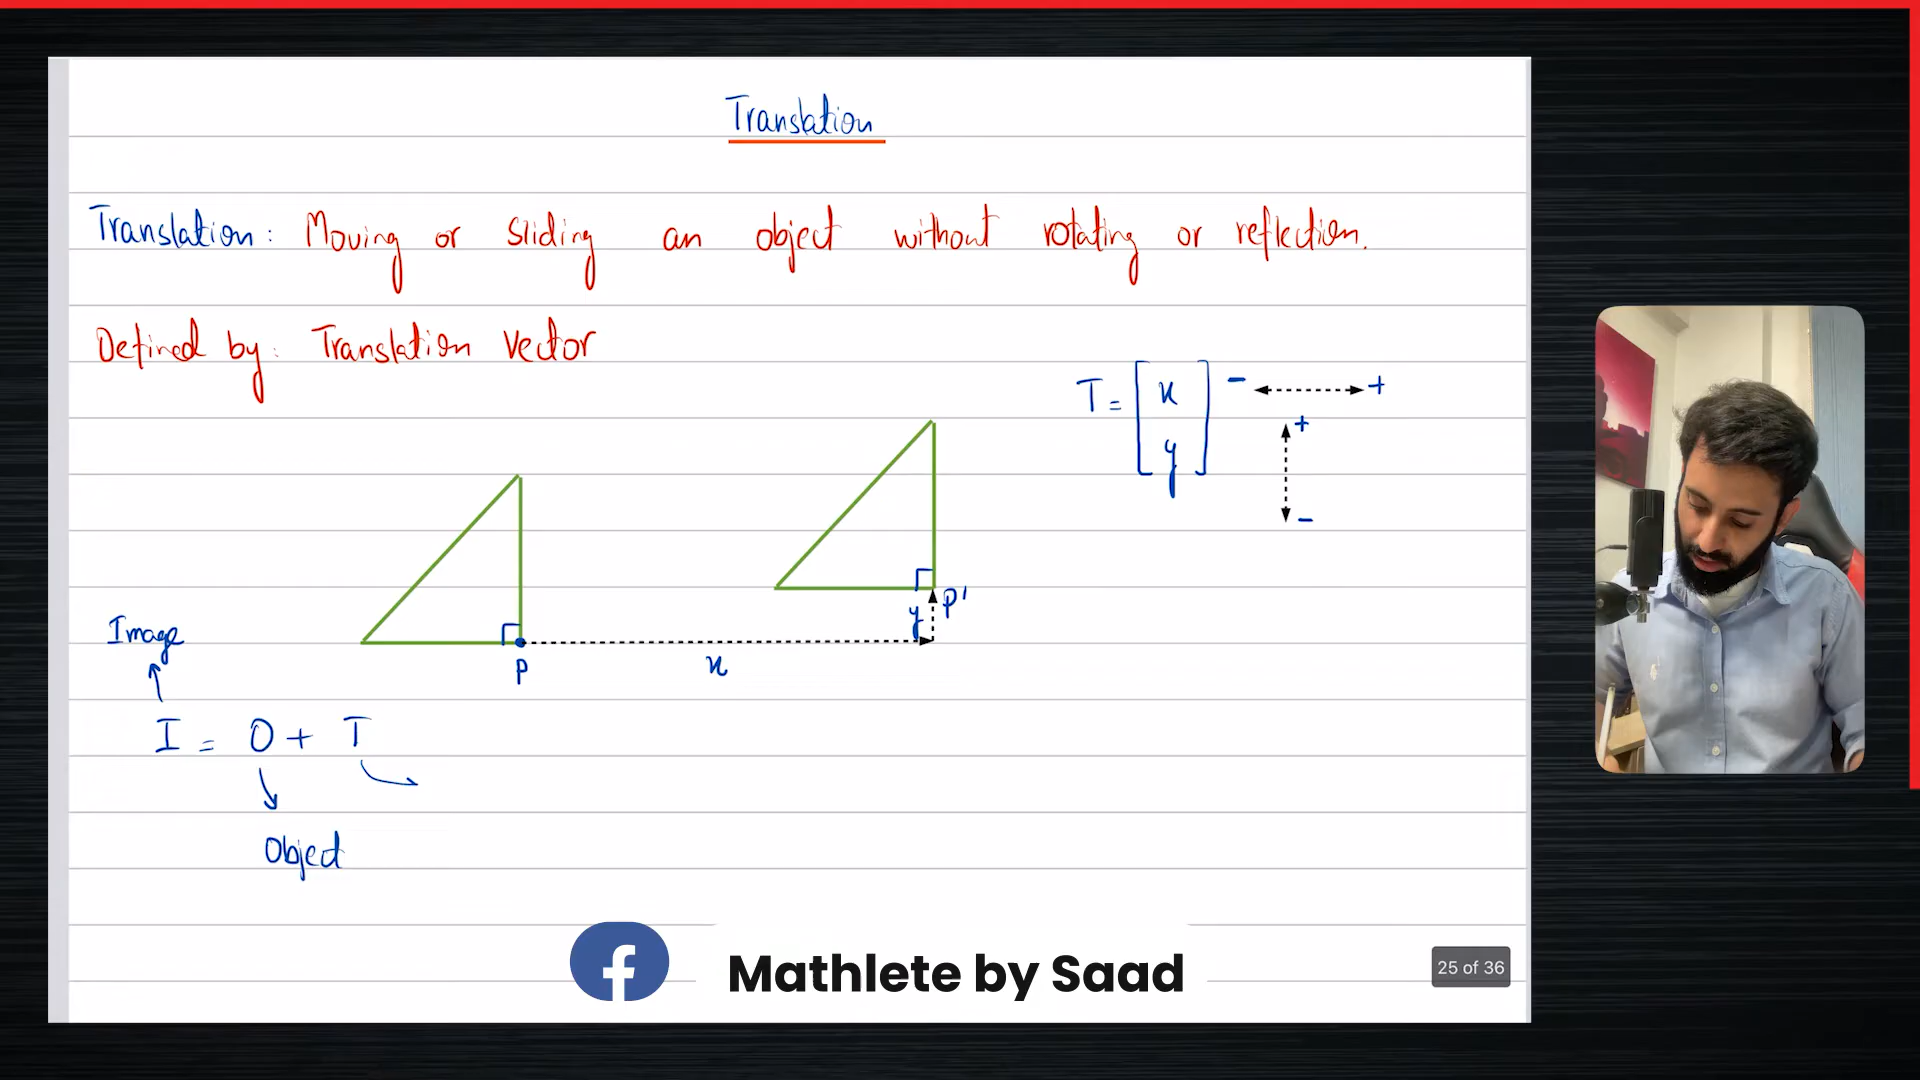 Translation
Translation: Moving or sliding an object without rotating or reflection.
Defined by: Translation vector
T = [x y] - +
+
-
Image
P
x
y
P'
I = O + T
Object
Mathlete by Saad
25 of 36